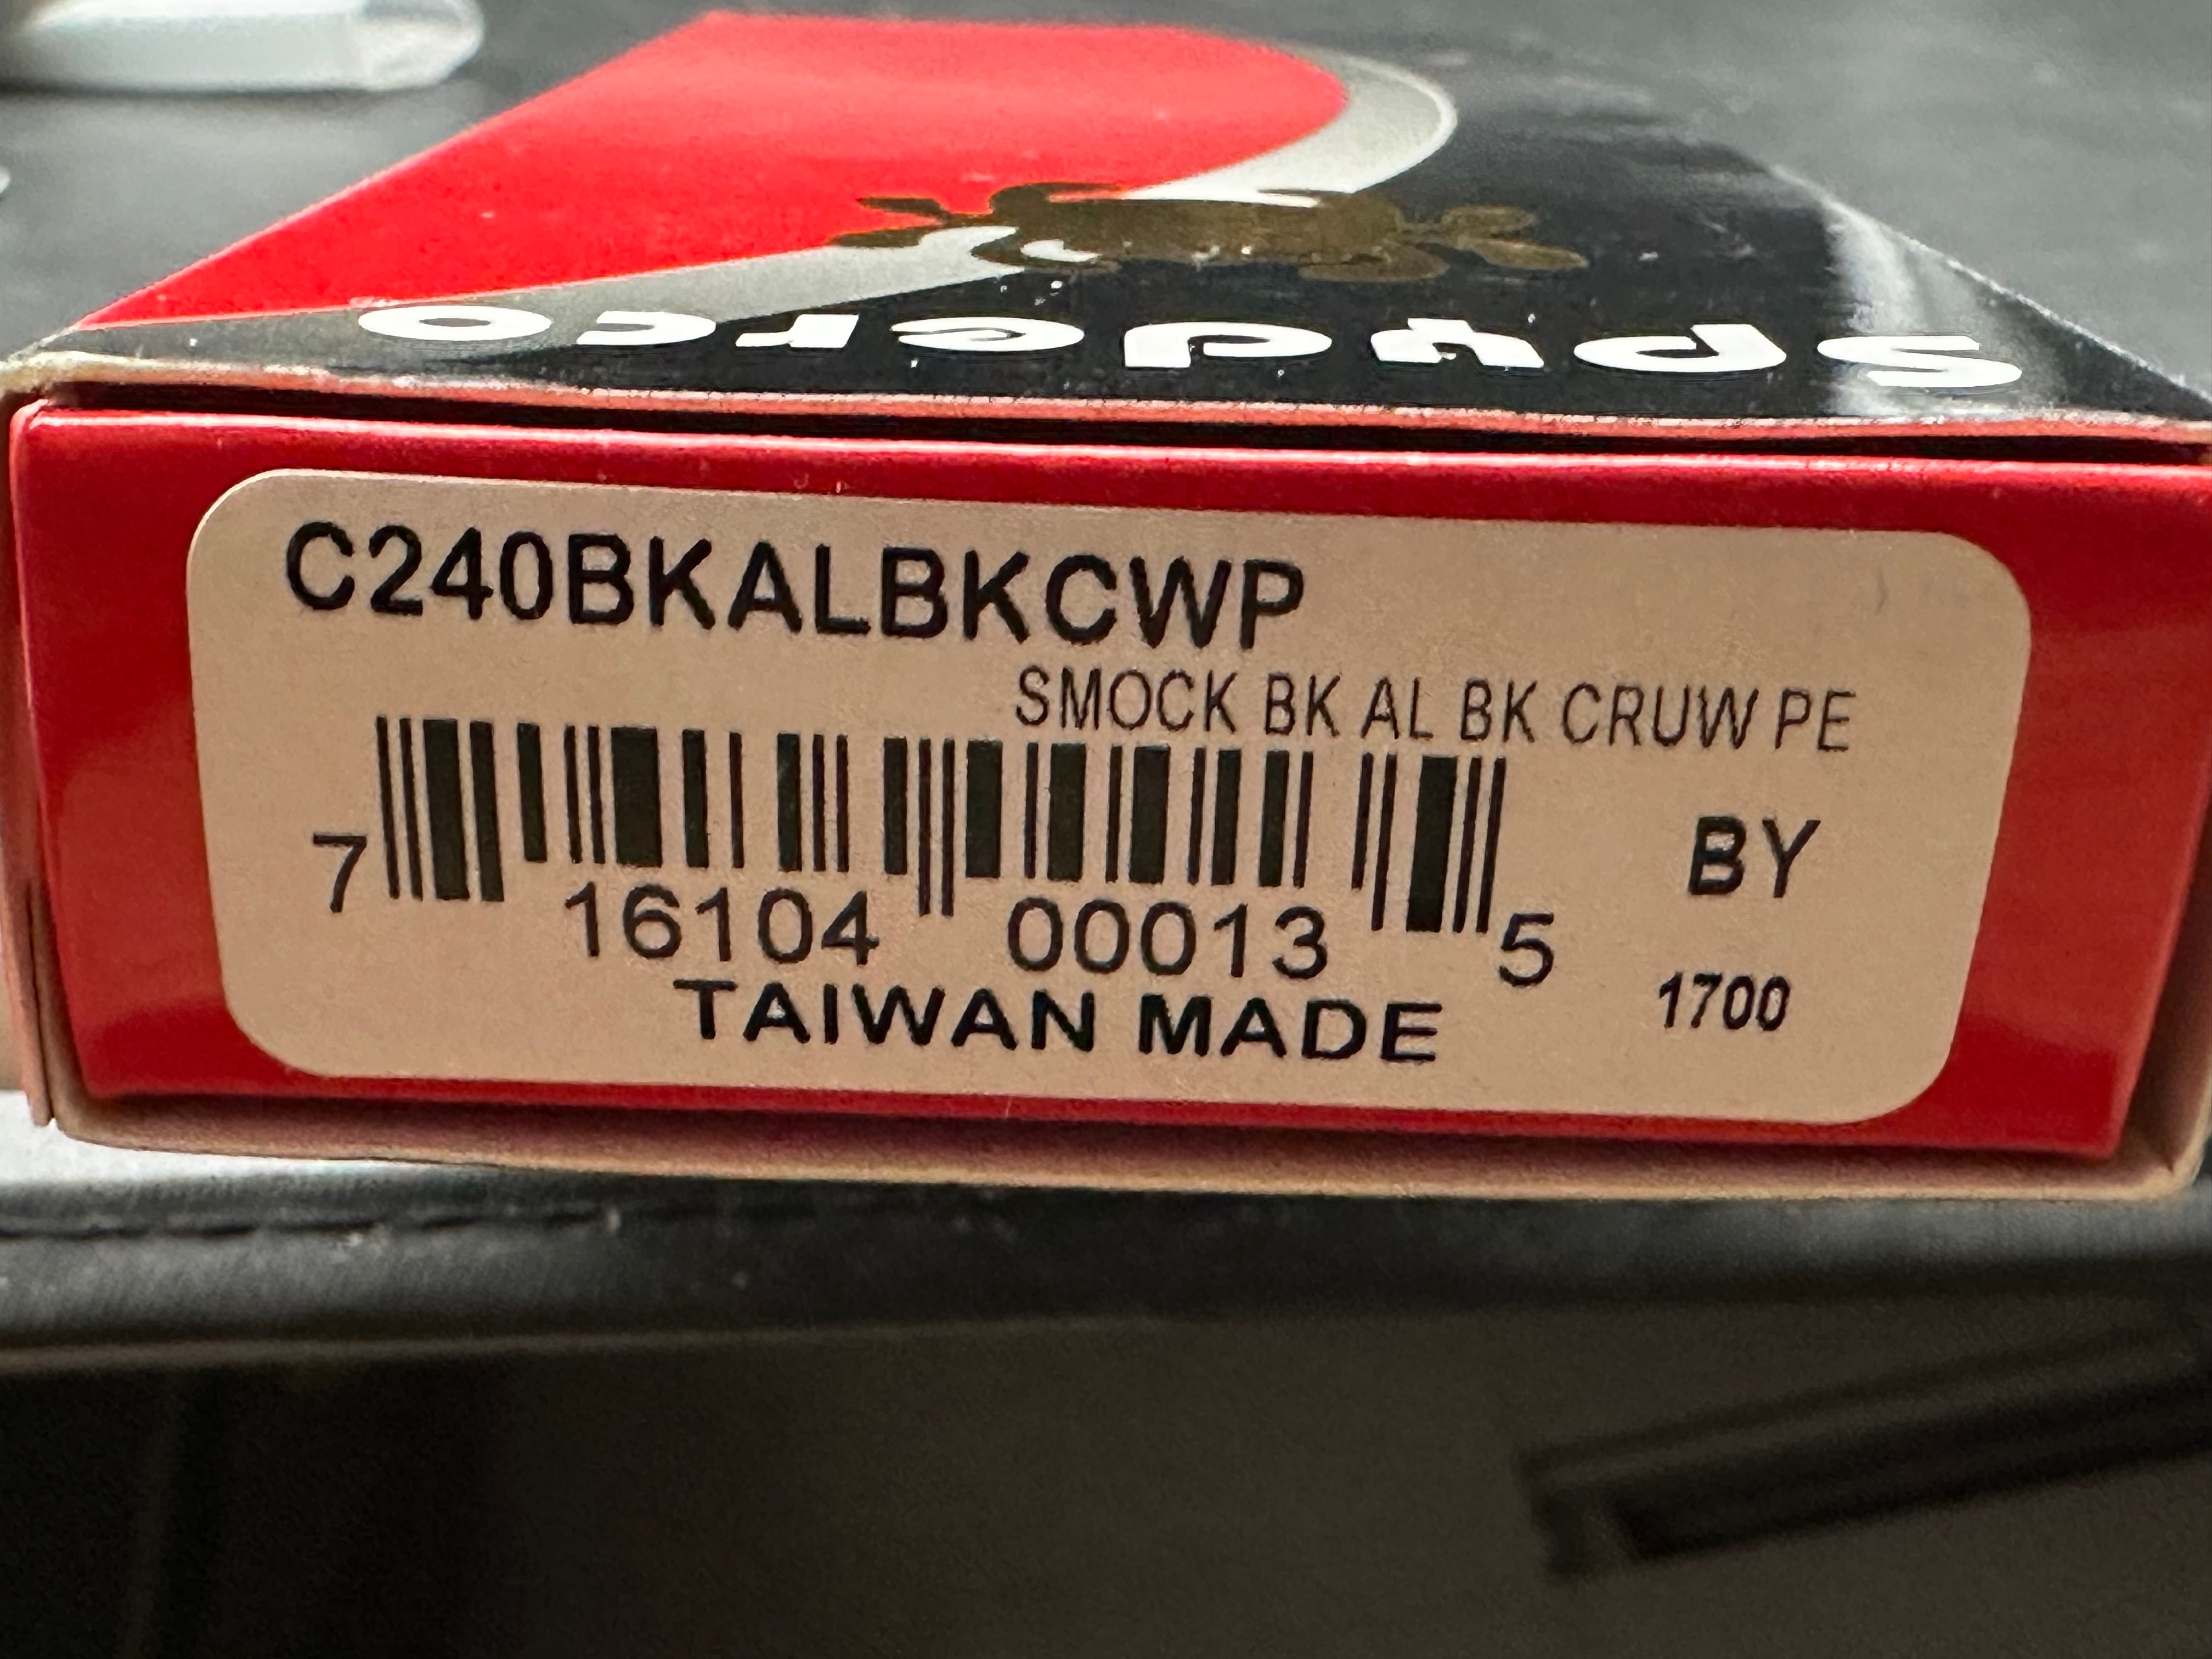 Spyderco
C240BKALBKCWP
SMOCK BK AL BK CRUW PE
7 16104 00013 5
BY
TAIWAN MADE
1700